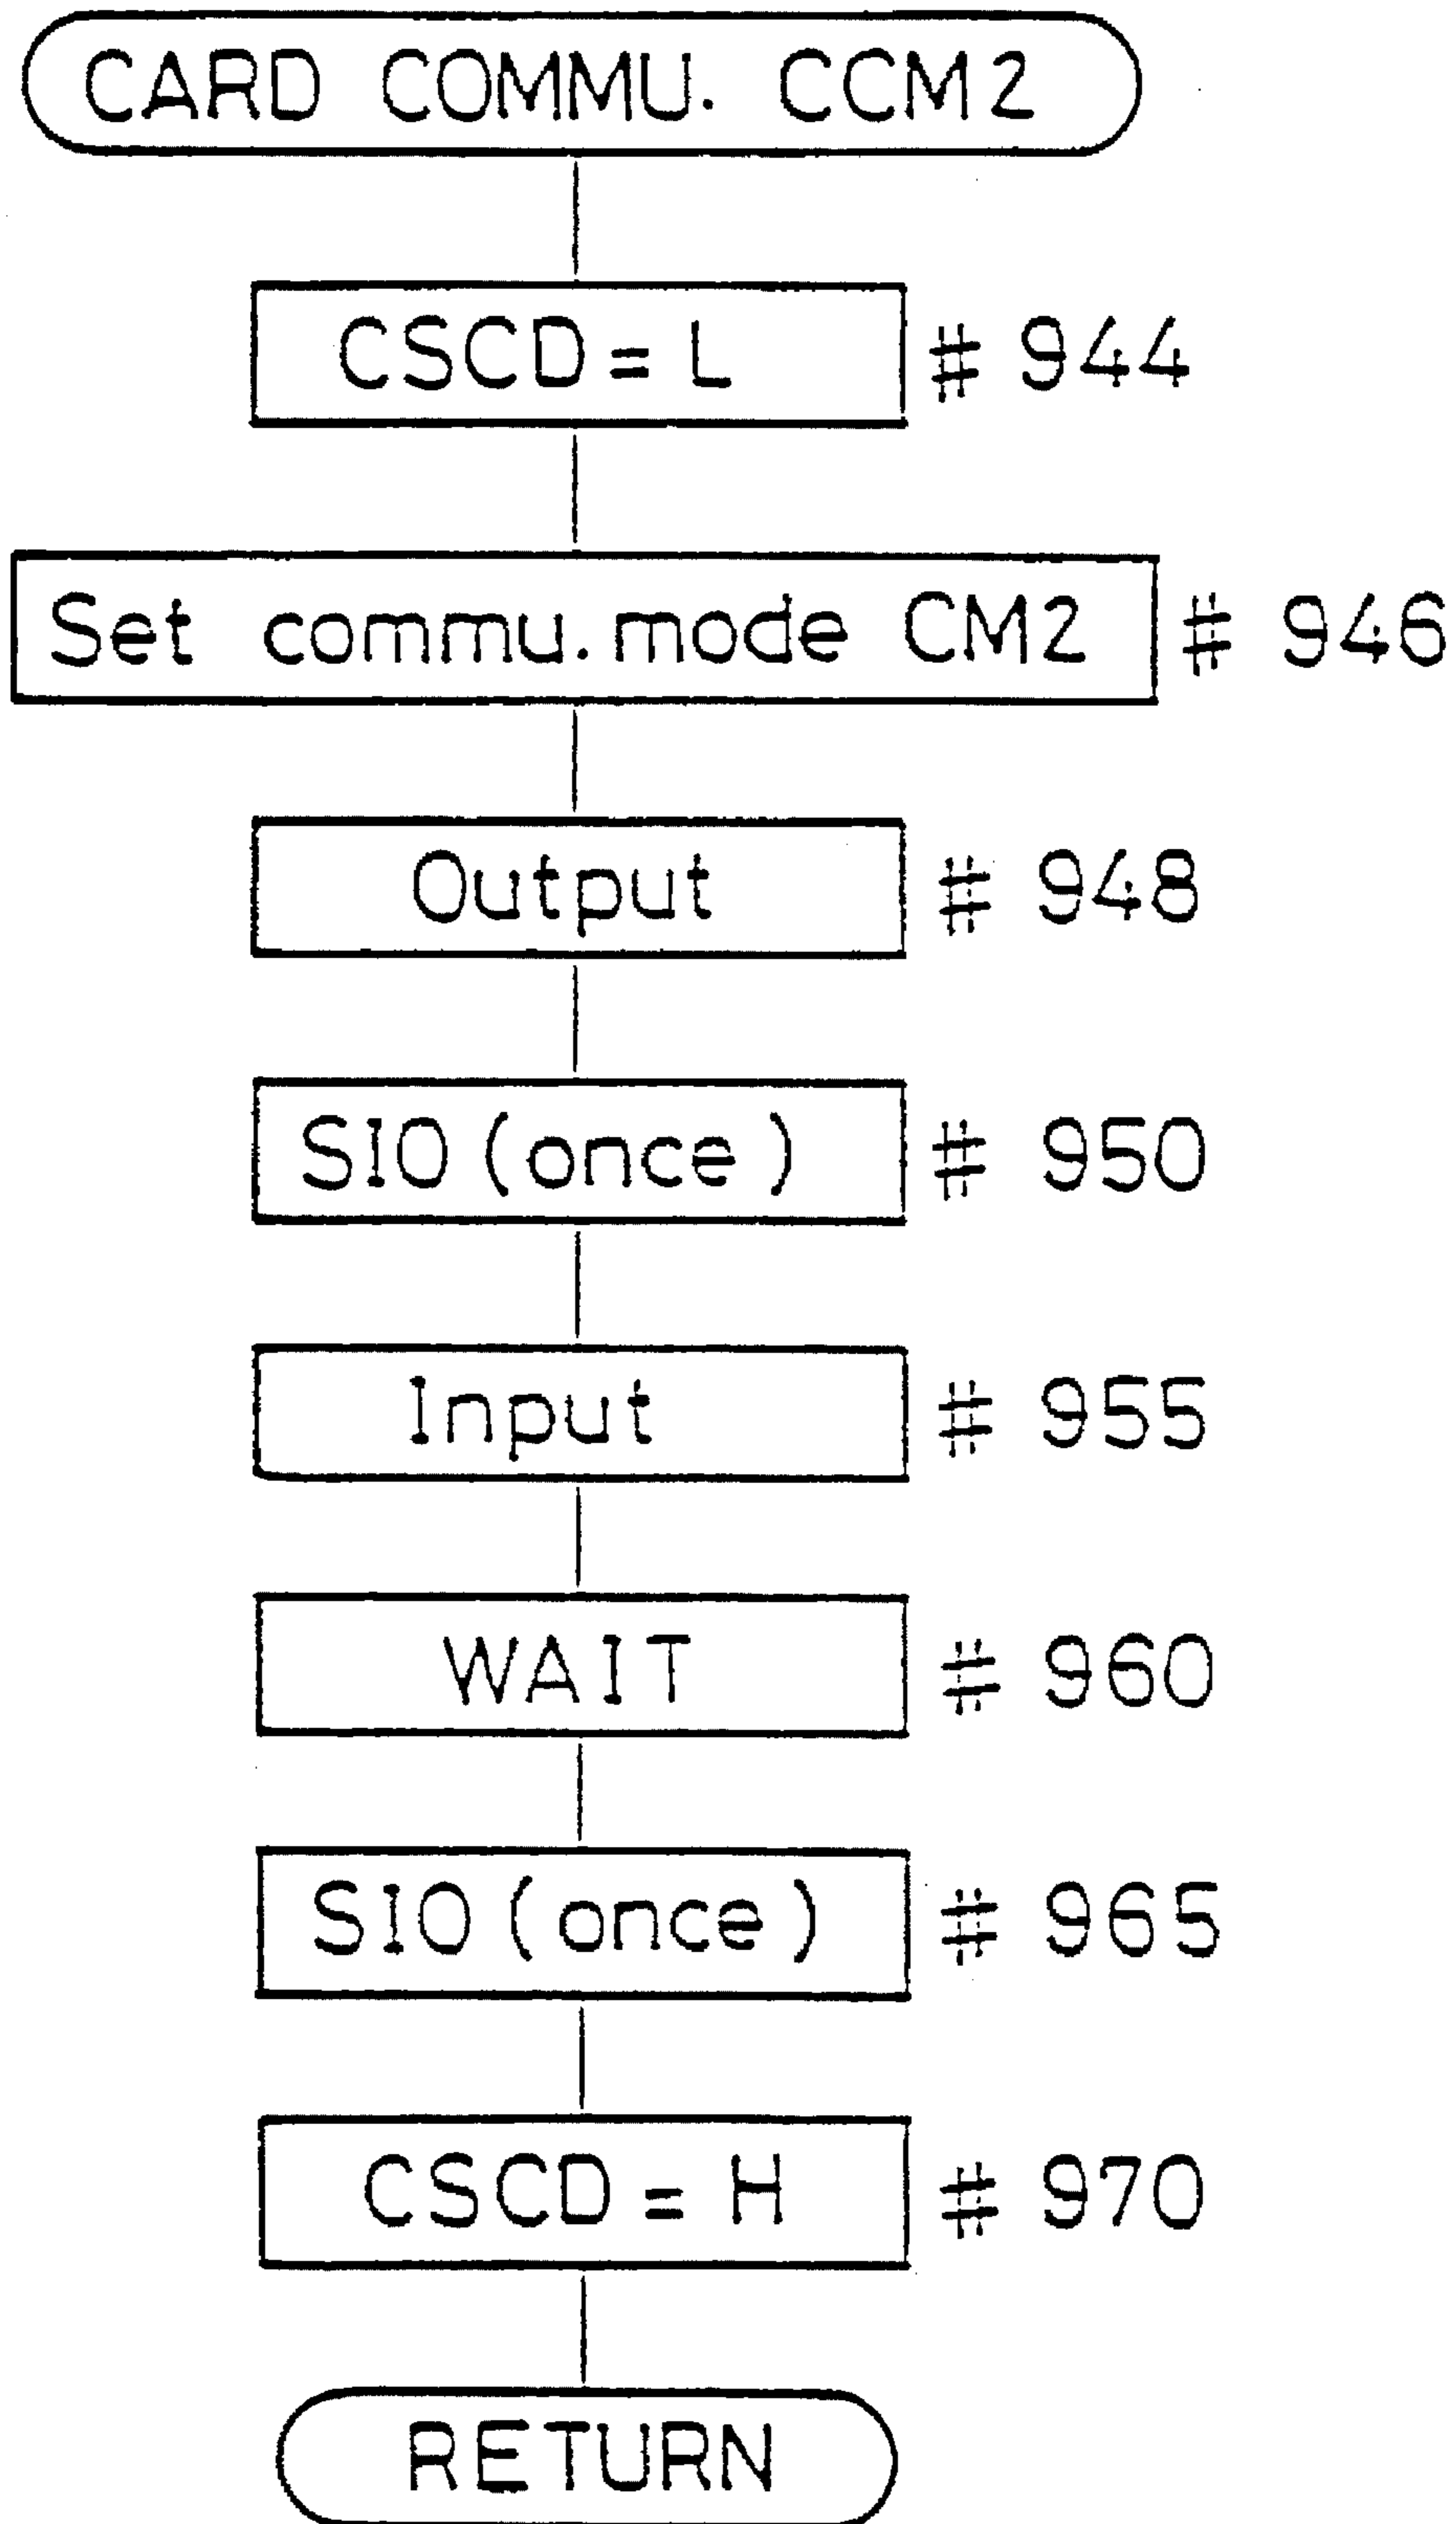 CARD COMMU. CCM2
CSCD = L # 944
Set commu. mode CM2 # 946
Output # 948
SIO (once) # 950
Input # 955
WAIT # 960
SIO (once) # 965
CSCD = H # 970
RETURN